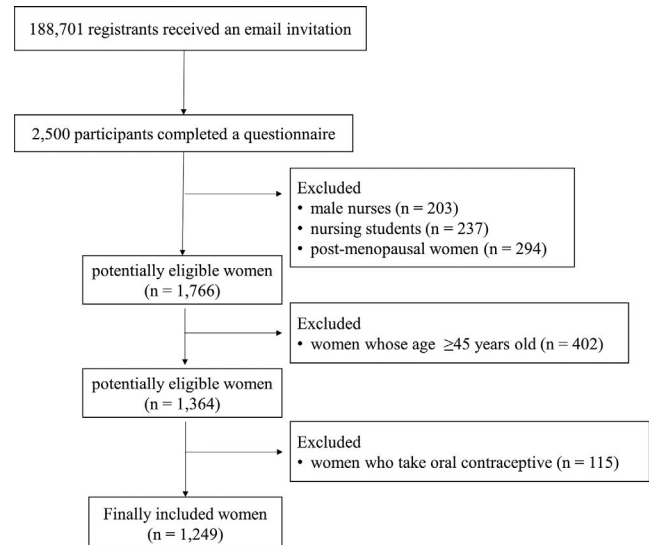 188,701 registrants received an email invitation
2,500 participants completed a questionnaire
Excluded
• male nurses (n = 203)
• nursing students (n = 237)
• post-menopausal women (n = 294)
potentially eligible women
(n = 1,766)
Excluded
• women whose age ≥45 years old (n = 402)
potentially eligible women
(n = 1,364)
Excluded
• women who take oral contraceptive (n = 115)
Finally included women
(n = 1,249)